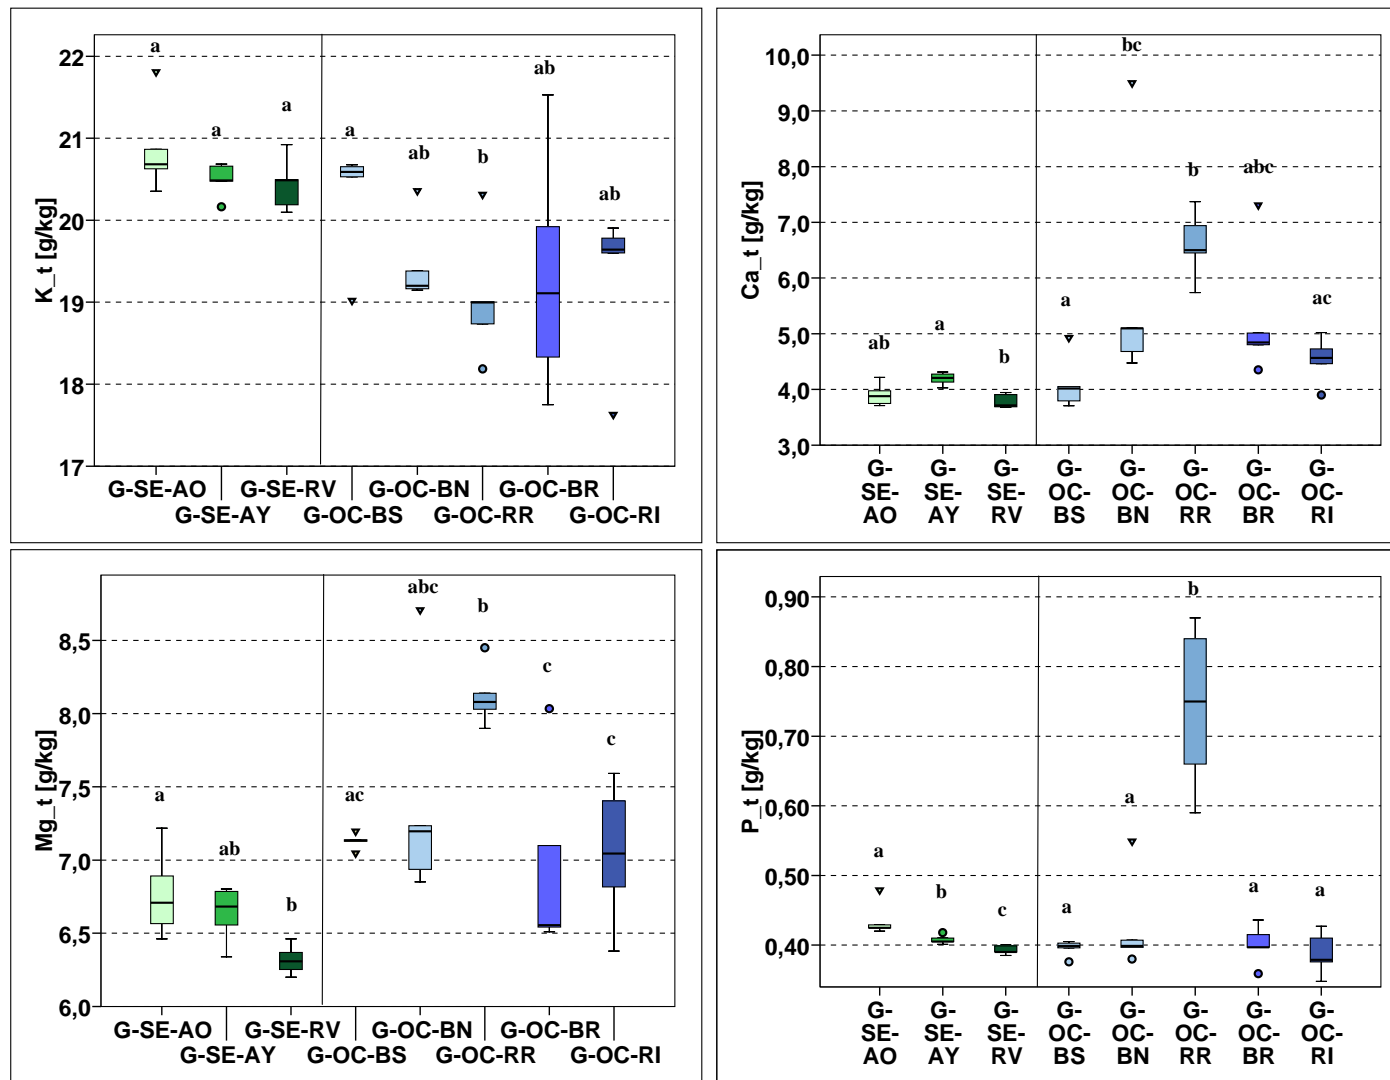 K_t [g/kg]
22
21
20
19
18
17
a
a
a
a
ab
b
ab
ab
G-SE-AO
G-SE-RV
G-OC-BN
G-OC-BR
G-SE-AY
G-OC-BS
G-OC-RR
G-OC-RI
Ca_t [g/kg]
10,0
9,0
8,0
7,0
6,0
5,0
4,0
3,0
ab
a
b
a
bc
b
abc
ac
G-
SE-
AO
G-
SE-
AY
G-
SE-
RV
G-
OC-
BS
G-
OC-
BN
G-
OC-
RR
G-
OC-
BR
G-
OC-
RI
Mg_t [g/kg]
8,5
8,0
7,5
7,0
6,5
6,0
a
ab
b
ac
abc
b
c
c
G-SE-AO
G-SE-RV
G-OC-BN
G-OC-BR
G-SE-AY
G-OC-BS
G-OC-RR
G-OC-RI
P_t [g/kg]
0,90
0,80
0,70
0,60
0,50
0,40
a
b
c
a
a
b
a
a
G-
SE-
AO
G-
SE-
AY
G-
SE-
RV
G-
OC-
BS
G-
OC-
BN
G-
OC-
RR
G-
OC-
BR
G-
OC-
RI